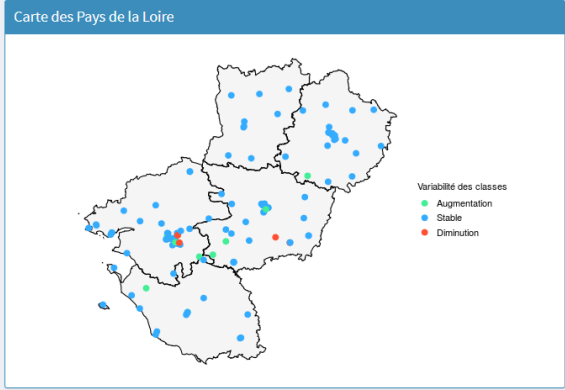 Carte des Pays de la Loire
Variabilité des classes
Augmentation
Stable
Diminution